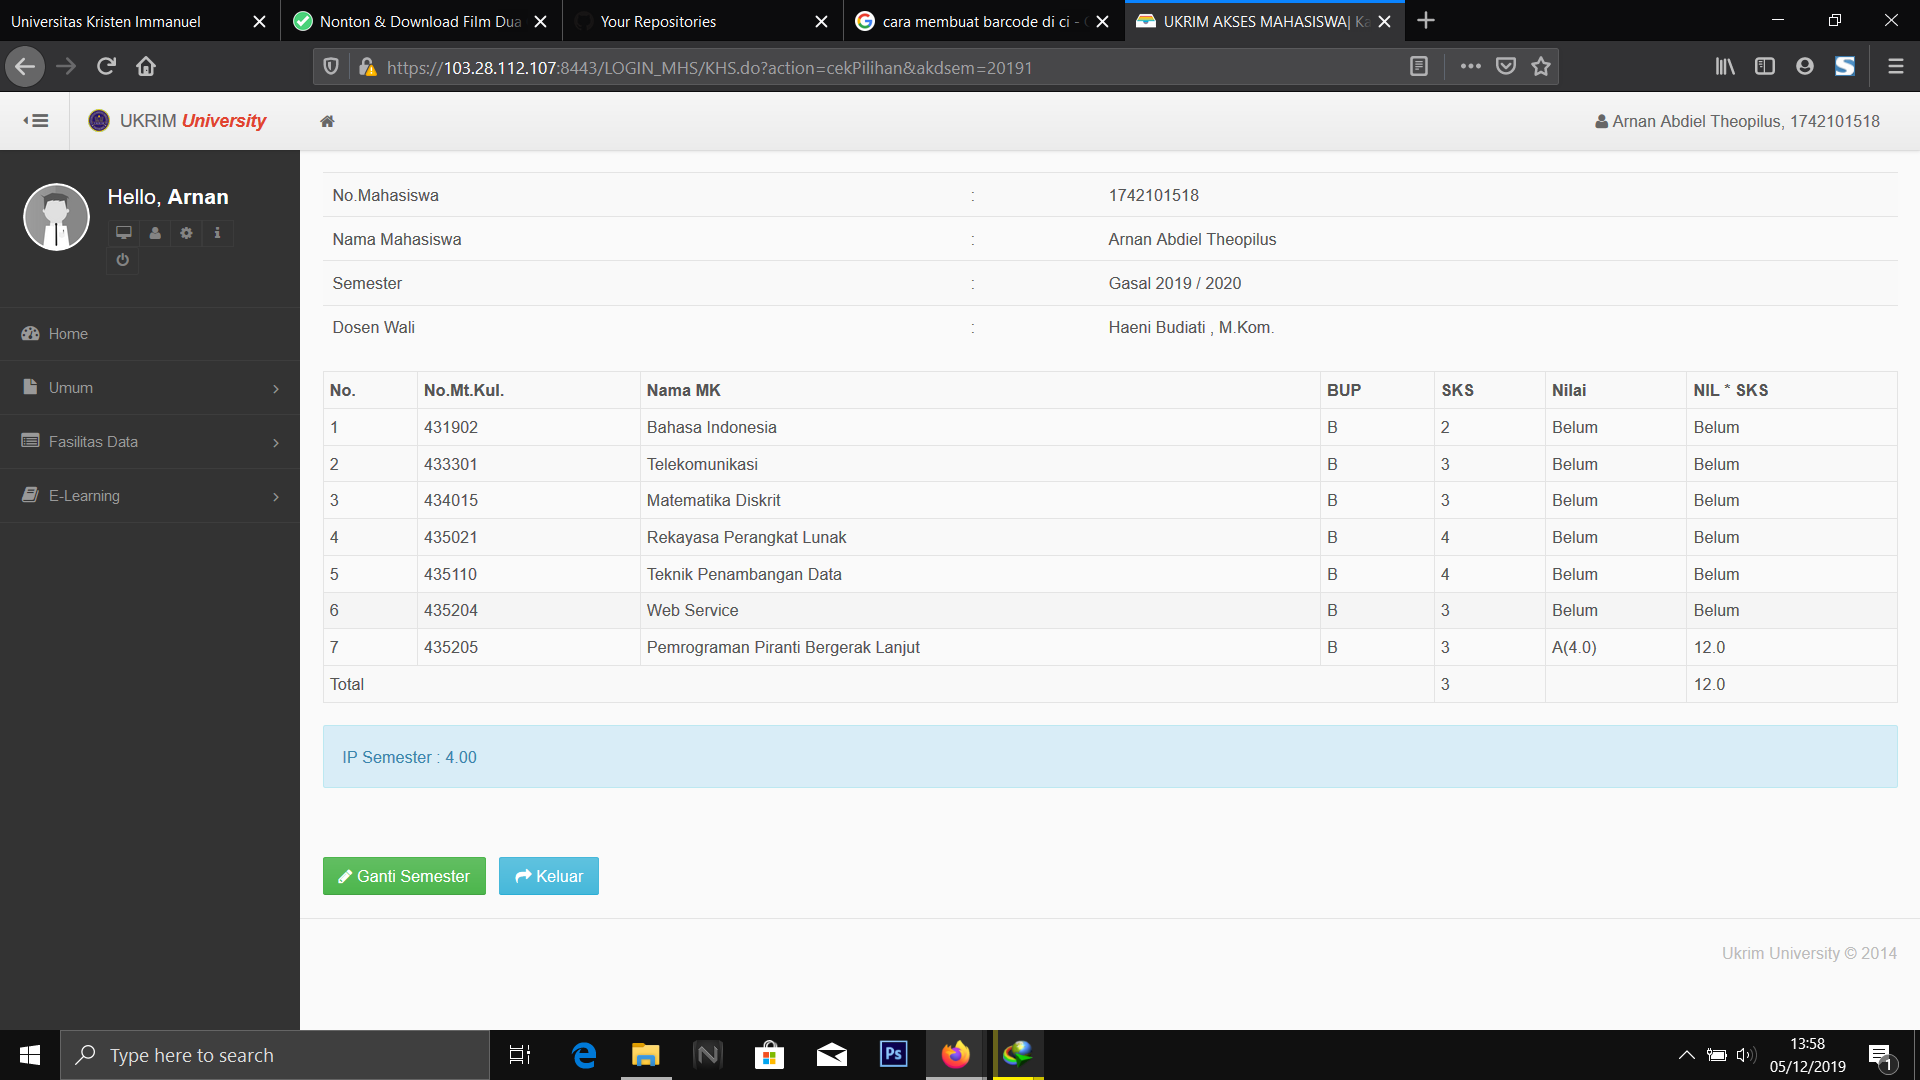 Universitas Kristen Immanuel
Nonton & Download Film Dua
Your Repositories
cara membuat barcode di ci -
UKRIM AKSES MAHASISWA| Ka
https://103.28.112.107:8443/LOGIN_MHS/KHS.do?action=cekPilihan&akdsem=20191
UKRIM University
Arnan Abdiel Theopilus, 1742101518
Hello, Arnan
Home
Umum
Fasilitas Data
E-Learning
No.Mahasiswa : 1742101518
Nama Mahasiswa : Arnan Abdiel Theopilus
Semester : Gasal 2019 / 2020
Dosen Wali : Haeni Budiati , M.Kom.
No. No.Mt.Kul. Nama MK BUP SKS Nilai NIL * SKS
1 431902 Bahasa Indonesia B 2 Belum Belum
2 433301 Telekomunikasi B 3 Belum Belum
3 434015 Matematika Diskrit B 3 Belum Belum
4 435021 Rekayasa Perangkat Lunak B 4 Belum Belum
5 435110 Teknik Penambangan Data B 4 Belum Belum
6 435204 Web Service B 3 Belum Belum
7 435205 Pemrograman Piranti Bergerak Lanjut B 3 A(4.0) 12.0
Total 3 12.0
IP Semester : 4.00
Ganti Semester
Keluar
Ukrim University © 2014
Type here to search
Ps
13:58
05/12/2019
1